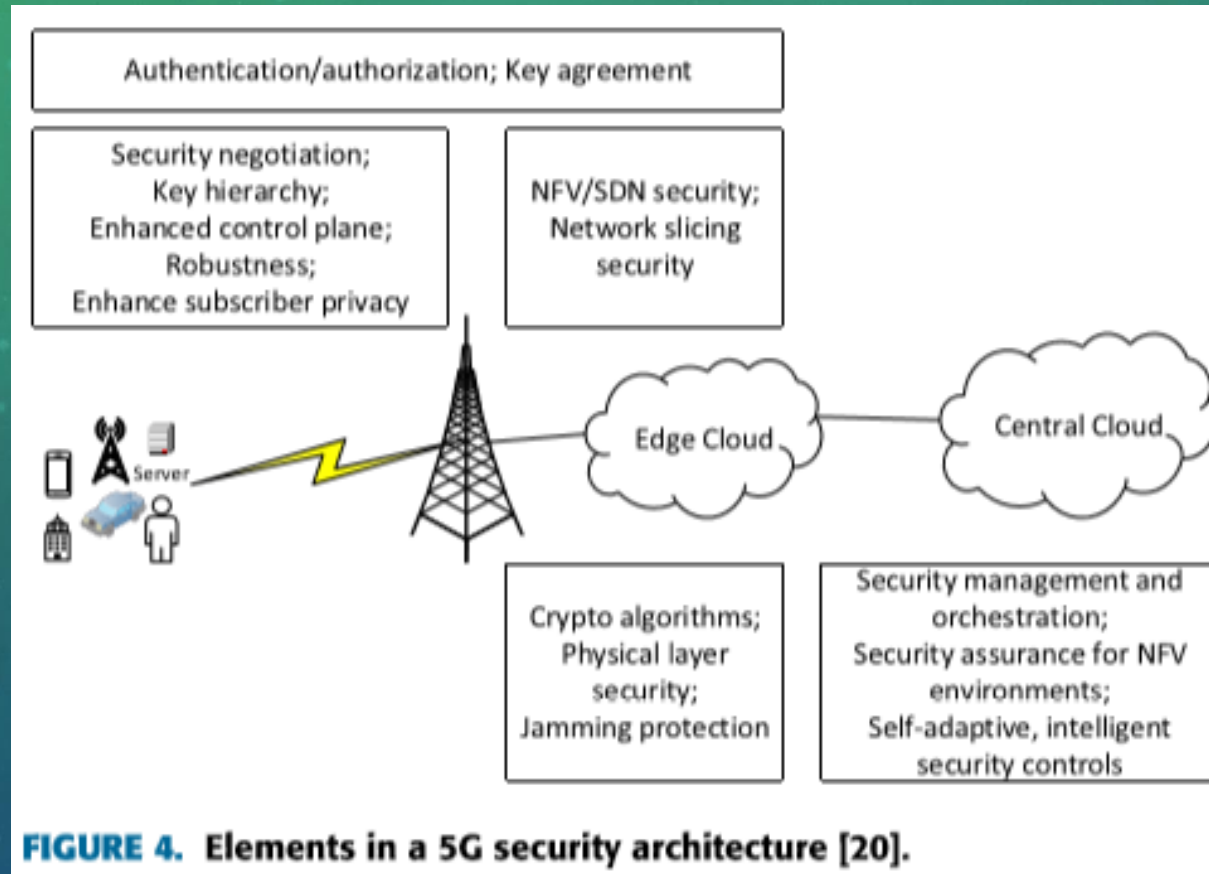 Authentication/authorization; Key agreement
Security negotiation;
Key hierarchy;
Enhanced control plane;
Robustness;
Enhance subscriber privacy
NFV/SDN security;
Network slicing
security
Server
Edge Cloud
Central Cloud
Crypto algorithms;
Physical layer
security;
Jamming protection
Security management and
orchestration;
Security assurance for NFV
environments;
Self-adaptive, intelligent
security controls
FIGURE 4. Elements in a 5G security architecture [20].